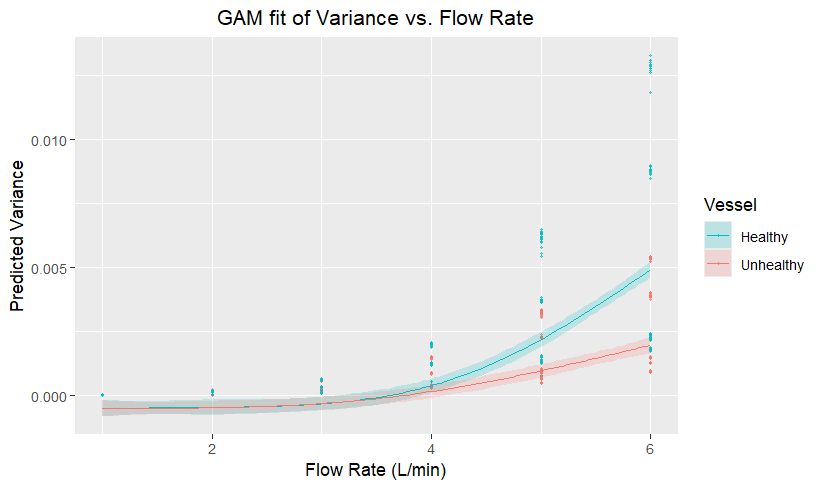 GAM fit of Variance vs. Flow Rate
Predicted Variance
0.010
0.005
0.000
2
4
6
Flow Rate (L/min)
Vessel
Healthy
Unhealthy